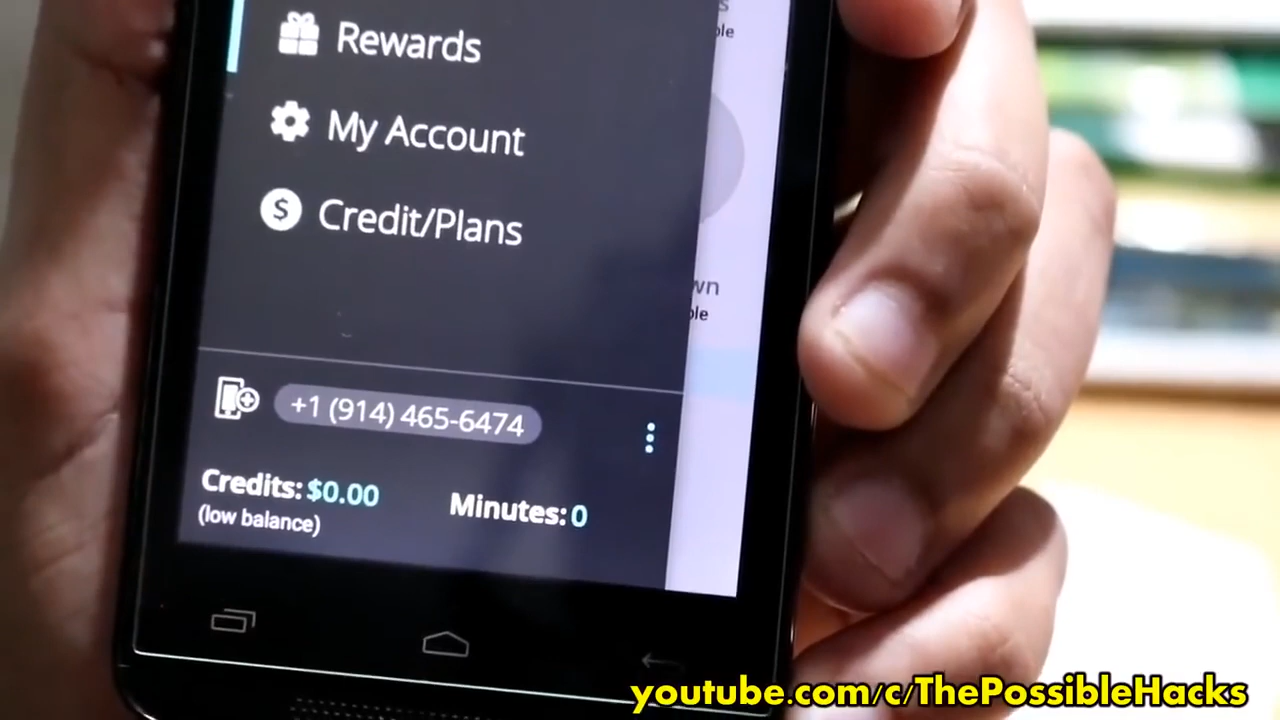 Rewards
My Account
Credit/Plans
+1 (914) 465-6474
Credits: $0.00
Minutes: 0
(low balance)
youtube.com/c/ThePossibleHacks